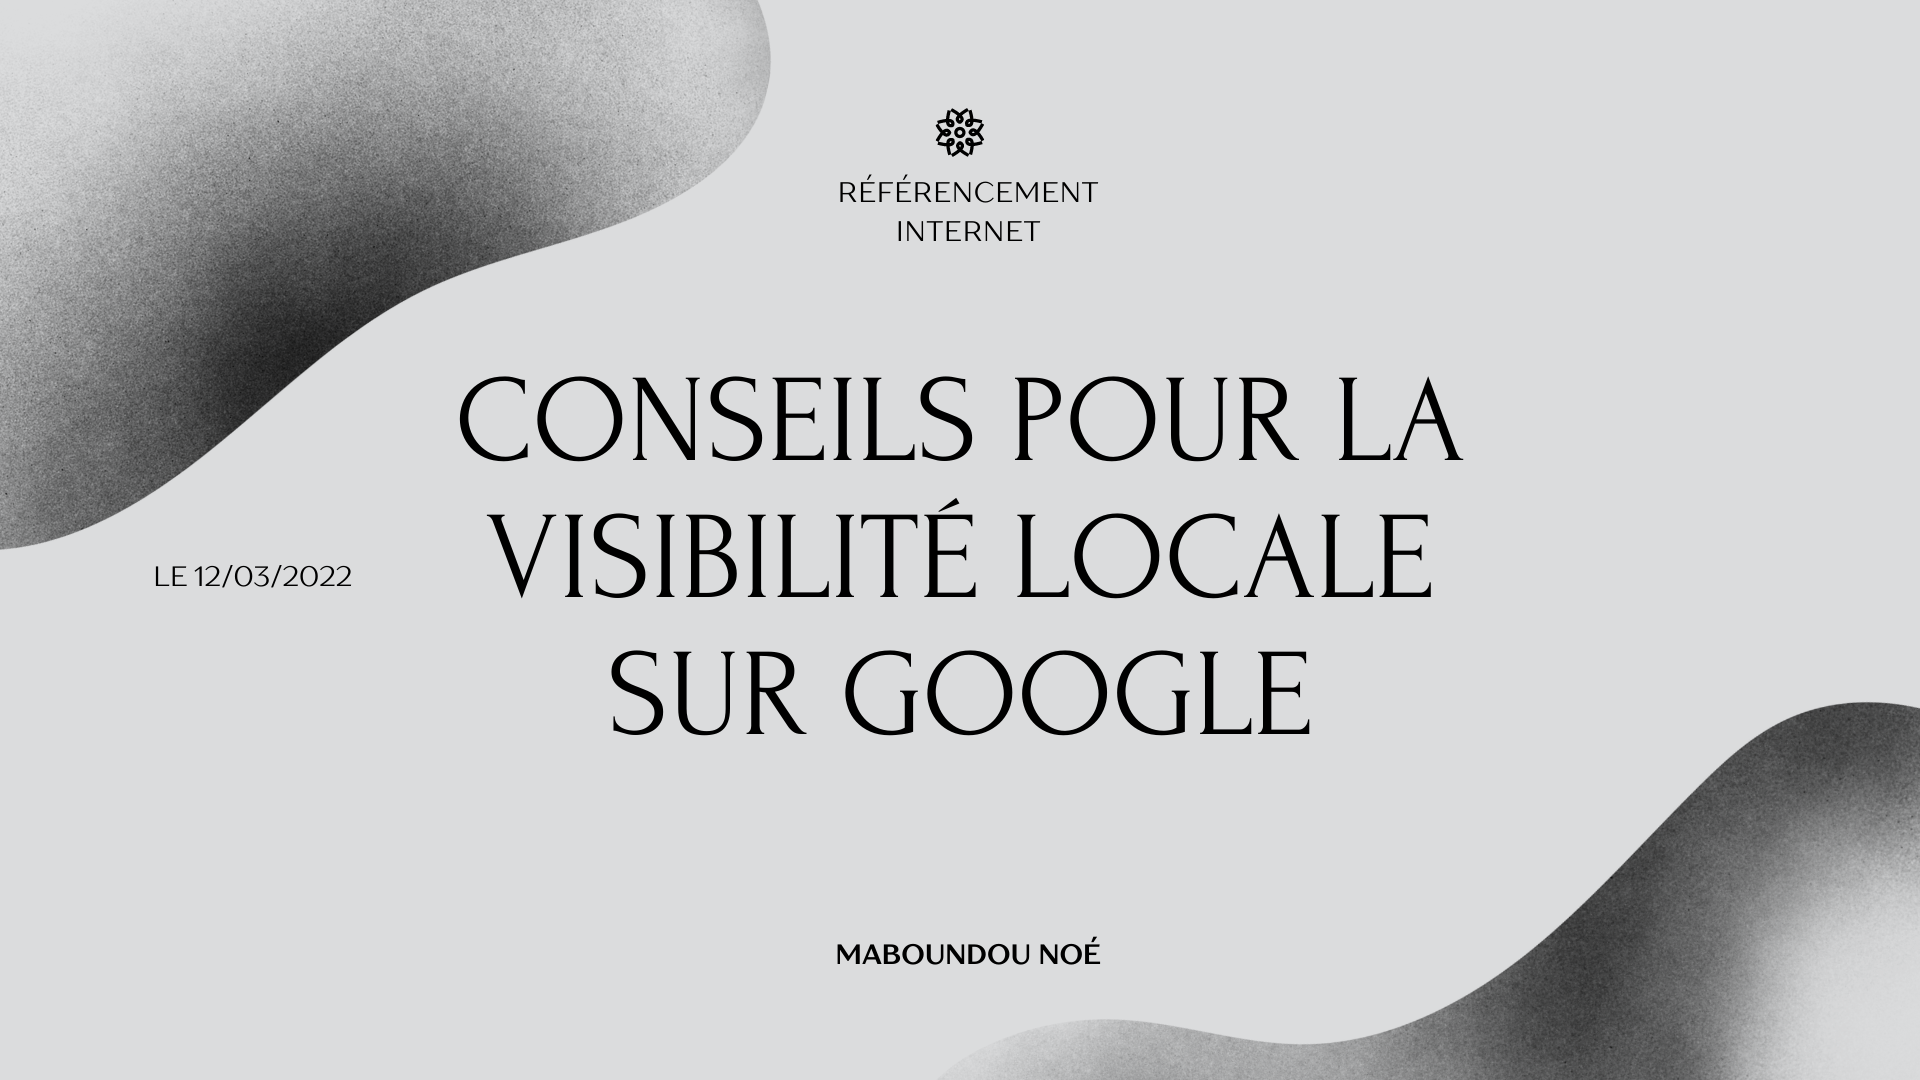 RÉFÉRENCEMENT
INTERNET
CONSEILS POUR LA
VISIBILITÉ LOCALE
SUR GOOGLE
LE 12/03/2022
MABOUNDOU NOÉ